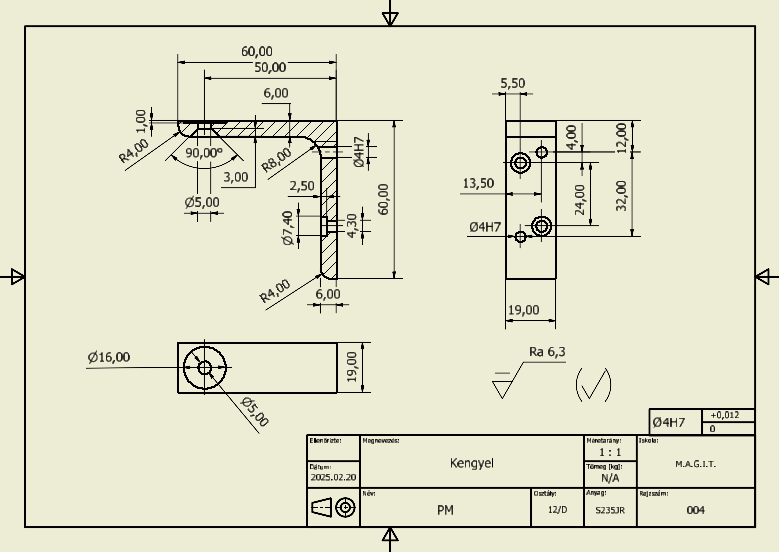 60,00
50,00
6,00
1,00
R4,00
90,00°
3,00
Ø5,00
R8,00
Ø4H7
2,50
Ø7,40
4,30
60,00
R4,00
6,00
5,50
4,00
12,00
13,50
24,00
32,00
Ø4H7
19,00
Ø16,00
Ø5,00
19,00
Ra 6,3
Ø4H7
+0,012
0
Ellenőrizte:
Megnevezés:
Kengyel
Méretarány:
1 : 1
Iskola:
M.A.G.I.T.
Dátum:
2025.02.20
Tömeg [kg]:
N/A
Név:
PM
Osztály:
12/D
Anyag:
S235JR
Rajzszám:
004